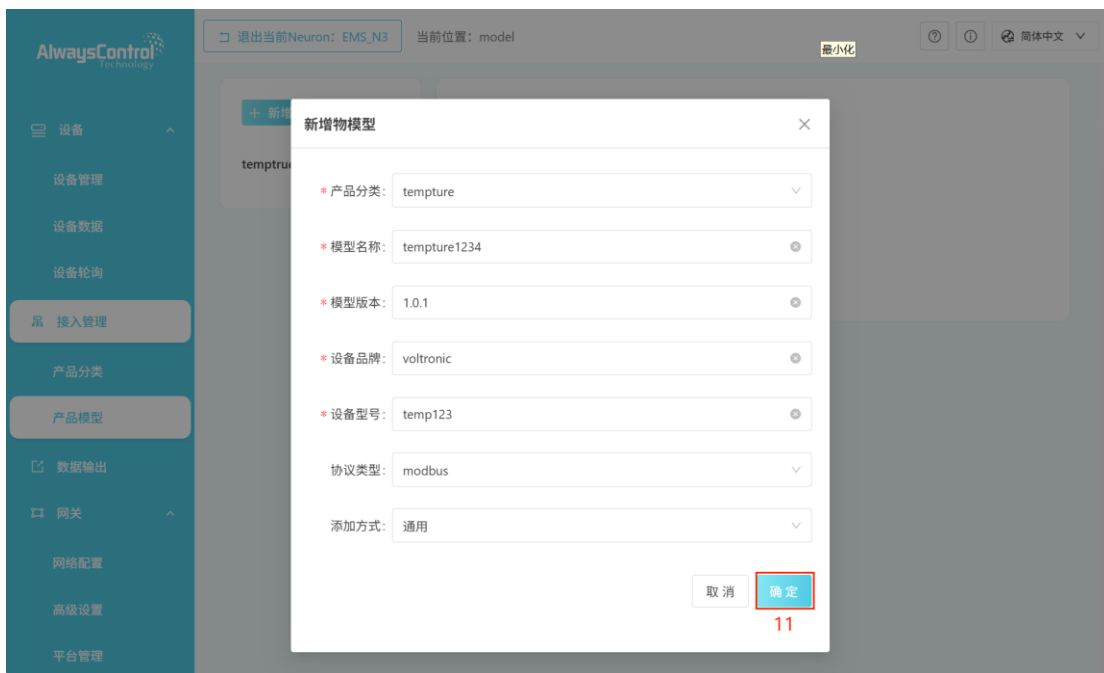 AlwaysControl
Technology
退出当前Neuron：EMS_N3
当前位置：model
最小化
简体中文
设备
设备管理
设备数据
设备轮询
接入管理
产品分类
产品模型
数据输出
网关
网络配置
高级设置
平台管理
+ 新增
temptrue
新增物模型
* 产品分类： tempture
* 模型名称： tempture1234
* 模型版本： 1.0.1
* 设备品牌： voltronic
* 设备型号： temp123
协议类型： modbus
添加方式： 通用
取 消
确 定
11